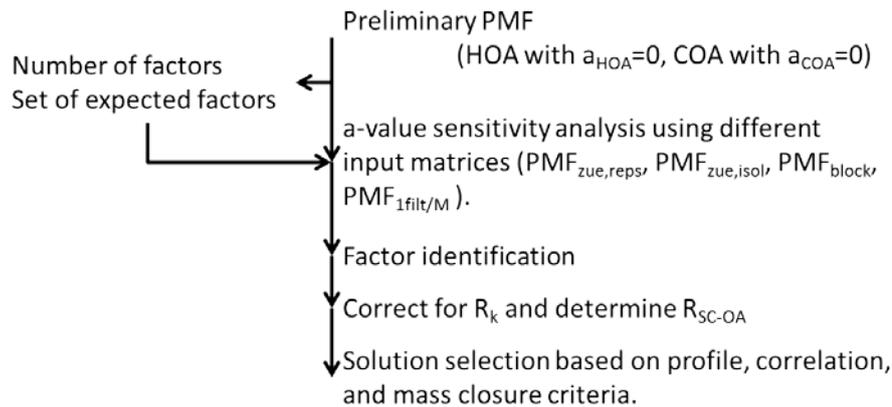 Preliminary PMF
(HOA with aHOA=0, COA with aCOA=0)
Number of factors
Set of expected factors
a-value sensitivity analysis using different
input matrices (PMFzue,reps, PMFzue,isol, PMFblock,
PMF1filt/M ).
Factor identification
Correct for Rk and determine RSC-OA
Solution selection based on profile, correlation,
and mass closure criteria.